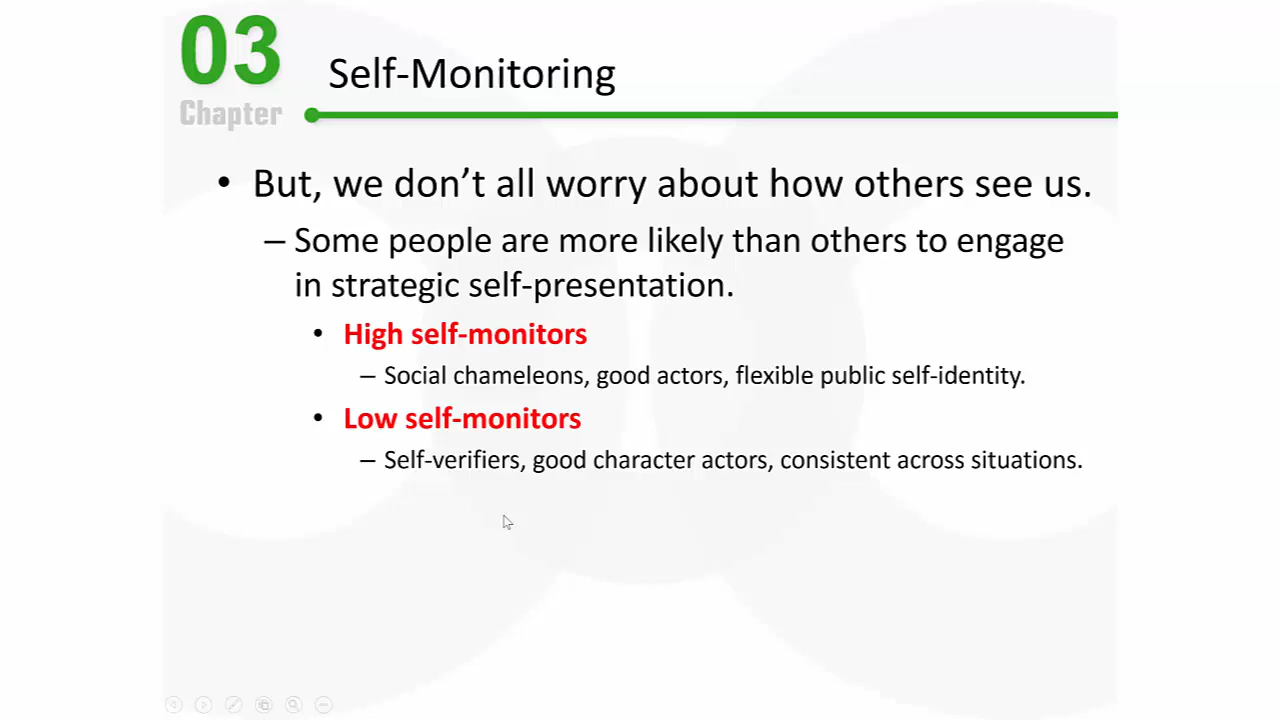 03
Chapter
Self-Monitoring
• But, we don’t all worry about how others see us.
– Some people are more likely than others to engage
in strategic self-presentation.
• High self-monitors
– Social chameleons, good actors, flexible public self-identity.
• Low self-monitors
– Self-verifiers, good character actors, consistent across situations.